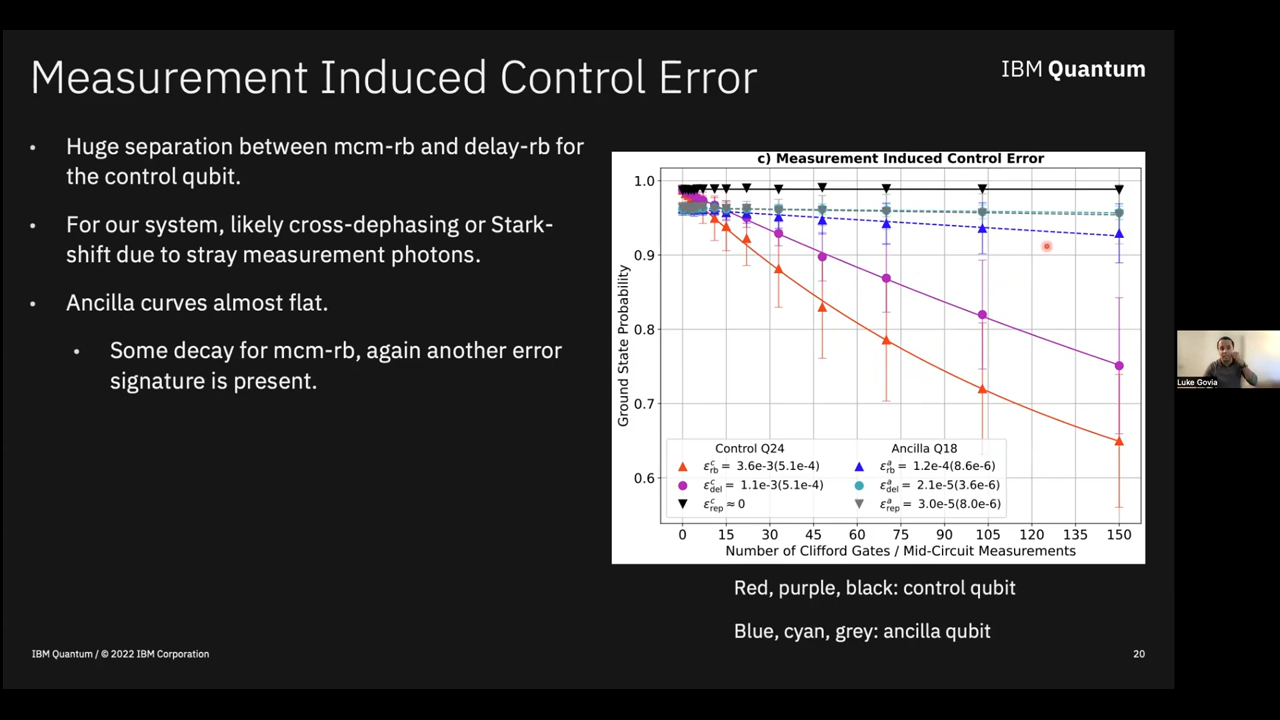 Measurement Induced Control Error
IBM Quantum
• Huge separation between mcm-rb and delay-rb for
the control qubit.
• For our system, likely cross-dephasing or Stark-
shift due to stray measurement photons.
• Ancilla curves almost flat.
• Some decay for mcm-rb, again another error
signature is present.
c) Measurement Induced Control Error
Ground State Probability
1.0
0.9
0.8
0.7
0.6
Control Q24
ε^c_rb = 3.6e-3(5.1e-4)
ε^c_del = 1.1e-3(5.1e-4)
ε^c_rep ≈ 0
Ancilla Q18
ε^a_rb = 1.2e-4(8.6e-6)
ε^a_del = 2.1e-5(3.6e-6)
ε^a_rep = 3.0e-5(8.0e-6)
0 15 30 45 60 75 90 105 120 135 150
Number of Clifford Gates / Mid-Circuit Measurements
Red, purple, black: control qubit
Blue, cyan, grey: ancilla qubit
Luke Govia
IBM Quantum / © 2022 IBM Corporation
20